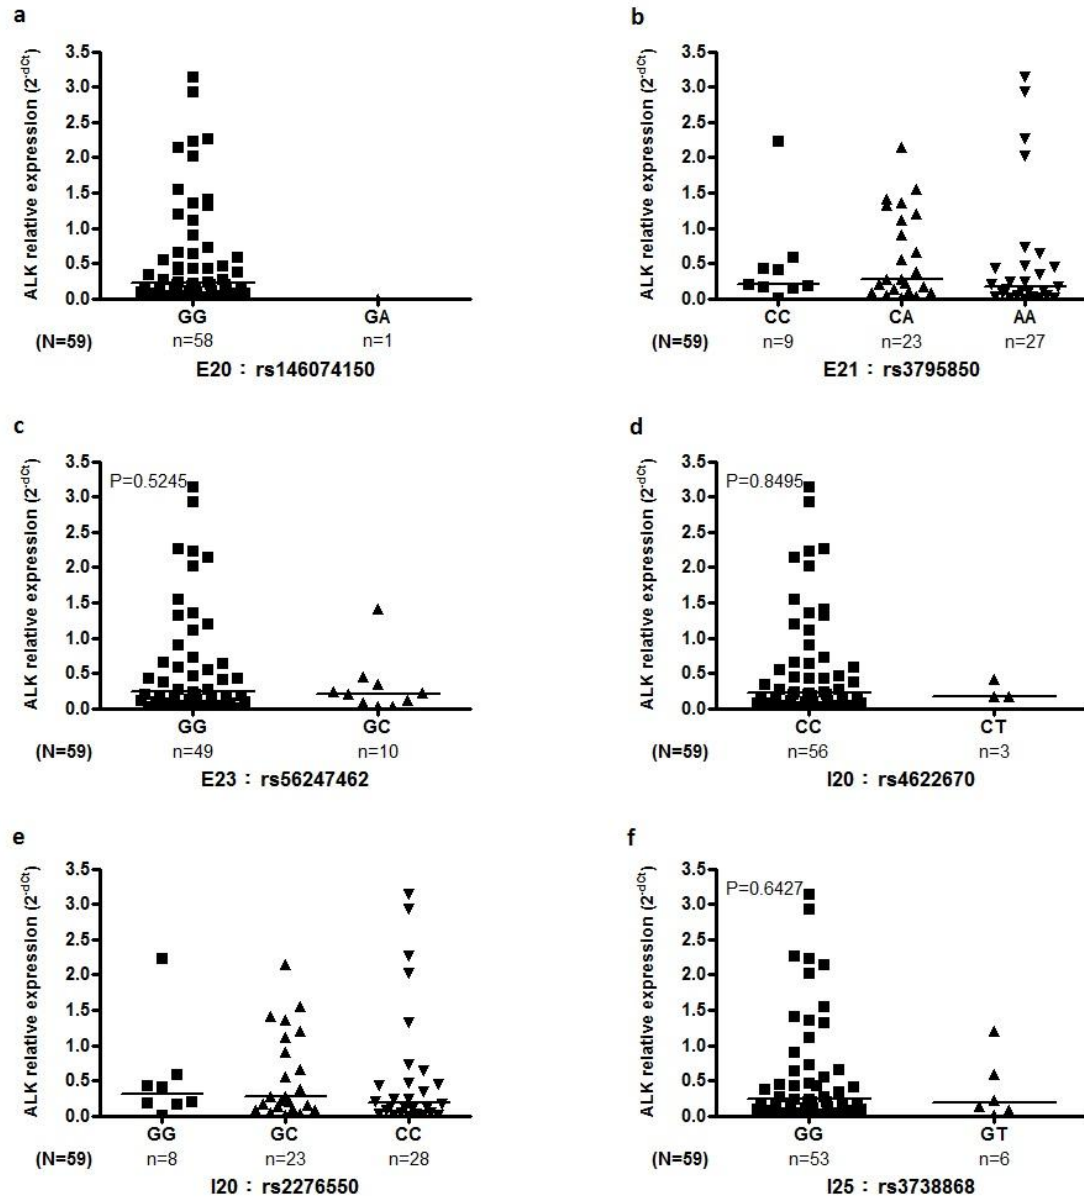 a
ALK relative expression (2^-dCt)
3.5
3.0
2.5
2.0
1.5
1.0
0.5
0.0
GG GA
(N=59) n=58 n=1
E20 : rs146074150
b
ALK relative expression (2^-dCt)
3.5
3.0
2.5
2.0
1.5
1.0
0.5
0.0
CC CA AA
(N=59) n=9 n=23 n=27
E21 : rs3795850
c
ALK relative expression (2^-dCt)
3.5
3.0
2.5
2.0
1.5
1.0
0.5
0.0
P=0.5245
GG GC
(N=59) n=49 n=10
E23 : rs56247462
d
ALK relative expression (2^-dCt)
3.5
3.0
2.5
2.0
1.5
1.0
0.5
0.0
P=0.8495
CC CT
(N=59) n=56 n=3
I20 : rs4622670
e
ALK relative expression (2^-dCt)
3.5
3.0
2.5
2.0
1.5
1.0
0.5
0.0
GG GC CC
(N=59) n=8 n=23 n=28
I20 : rs2276550
f
ALK relative expression (2^-dCt)
3.5
3.0
2.5
2.0
1.5
1.0
0.5
0.0
P=0.6427
GG GT
(N=59) n=53 n=6
I25 : rs3738868